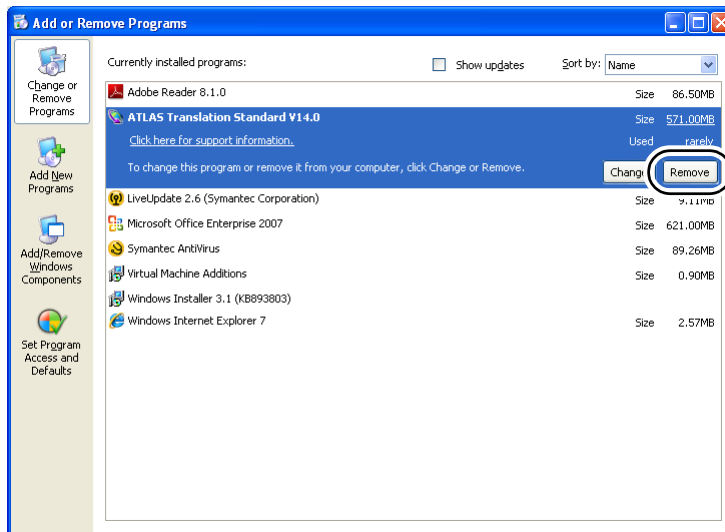 Add or Remove Programs
Change or
Remove
Programs
Add New
Programs
Add/Remove
Windows
Components
Set Program
Access and
Defaults
Currently installed programs:
Show updates
Sort by: Name
Adobe Reader 8.1.0 Size 86.50MB
ATLAS Translation Standard V14.0 Size 571.00MB
Click here for support information. Used rarely
To change this program or remove it from your computer, click Change or Remove. Change Remove
LiveUpdate 2.6 (Symantec Corporation) Size 9.11MB
Microsoft Office Enterprise 2007 Size 621.00MB
Symantec AntiVirus Size 89.26MB
Virtual Machine Additions Size 0.90MB
Windows Installer 3.1 (KB893803)
Windows Internet Explorer 7 Size 2.57MB